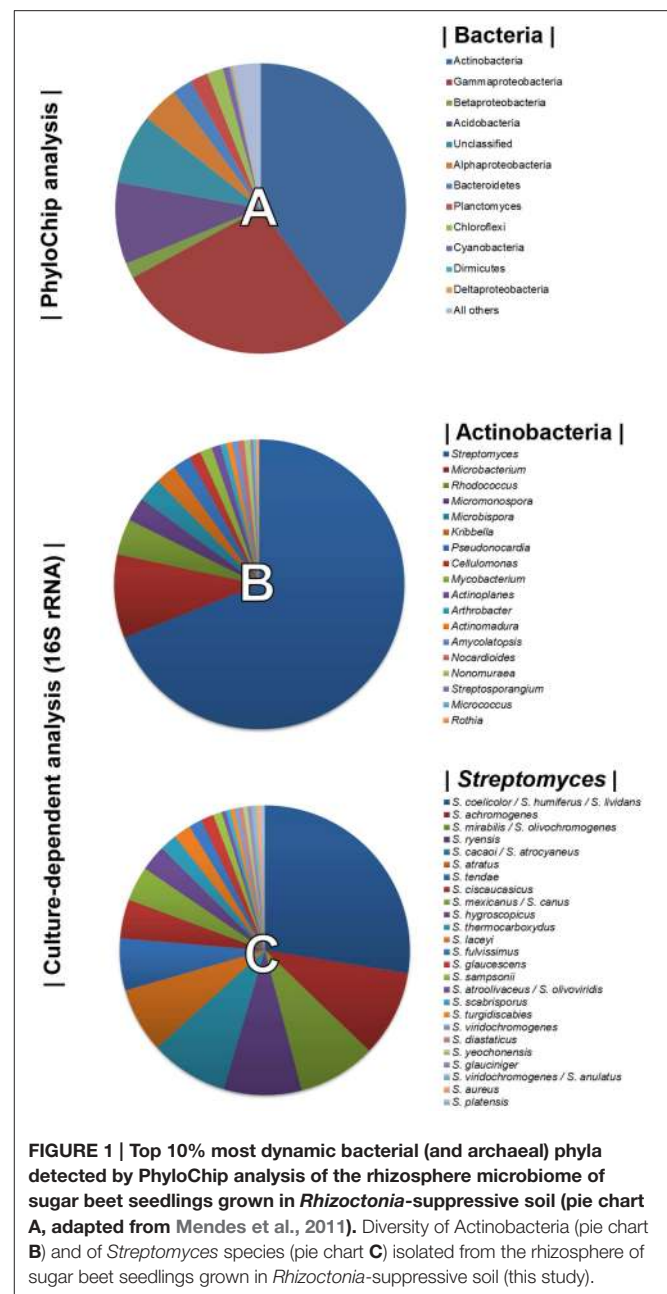 | PhyloChip analysis |
A
| Bacteria |
Actinobacteria
Gammaproteobacteria
Betaproteobacteria
Acidobacteria
Unclassified
Alphaproteobacteria
Bacteroidetes
Planctomyces
Chloroflexi
Cyanobacteria
Dirmicutes
Deltaproteobacteria
All others
| Culture-dependent analysis (16S rRNA) |
B
| Actinobacteria |
Streptomyces
Microbacterium
Rhodococcus
Micromonospora
Microbispora
Kribbella
Pseudonocardia
Cellulomonas
Mycobacterium
Actinoplanes
Arthrobacter
Actinomadura
Amycolatopsis
Nocardioides
Nonomuraea
Streptosporangium
Micrococcus
Rothia
C
| Streptomyces |
S. coelicolor / S. humiferus / S. lividans
S. achromogenes
S. mirabilis / S. olivochromogenes
S. ryensis
S. cacaoi / S. atrocyaneus
S. atratus
S. tendae
S. ciscaucasicus
S. mexicanus / S. canus
S. hygroscopicus
S. thermocarboxydus
S. laceyi
S. fulvissimus
S. glaucescens
S. sampsonii
S. atroolivaceus / S. olivoviridis
S. scabrisporus
S. turgidiscabies
S. viridochromogenes
S. diastaticus
S. yeochonensis
S. glauciniger
S. viridochromogenes / S. anulatus
S. aureus
S. platensis
FIGURE 1 | Top 10% most dynamic bacterial (and archaeal) phyla
detected by PhyloChip analysis of the rhizosphere microbiome of
sugar beet seedlings grown in Rhizoctonia-suppressive soil (pie chart
A, adapted from Mendes et al., 2011). Diversity of Actinobacteria (pie chart
B) and of Streptomyces species (pie chart C) isolated from the rhizosphere of
sugar beet seedlings grown in Rhizoctonia-suppressive soil (this study).